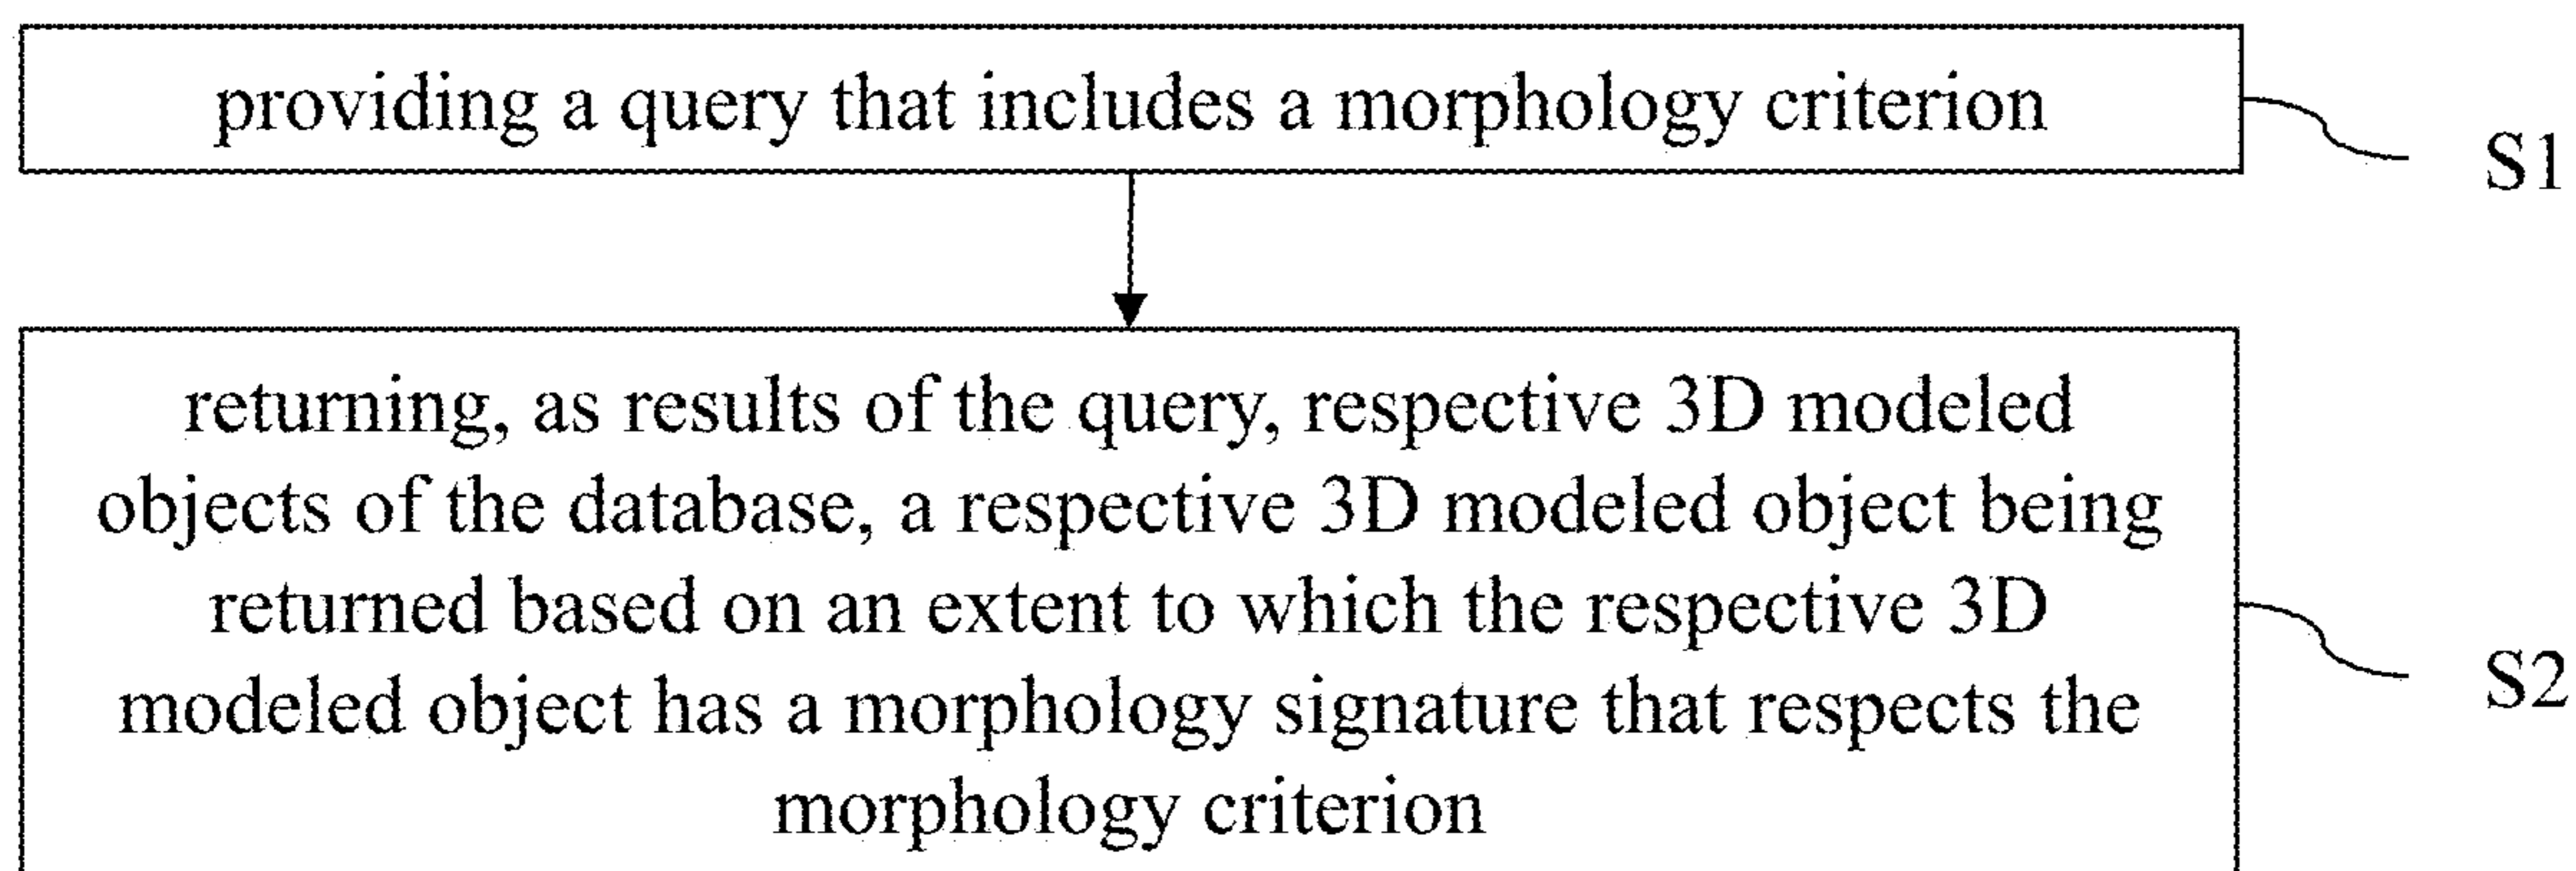 providing a query that includes a morphology criterion
S1
returning, as results of the query, respective 3D modeled
objects of the database, a respective 3D modeled object being
returned based on an extent to which the respective 3D
modeled object has a morphology signature that respects the
morphology criterion
S2